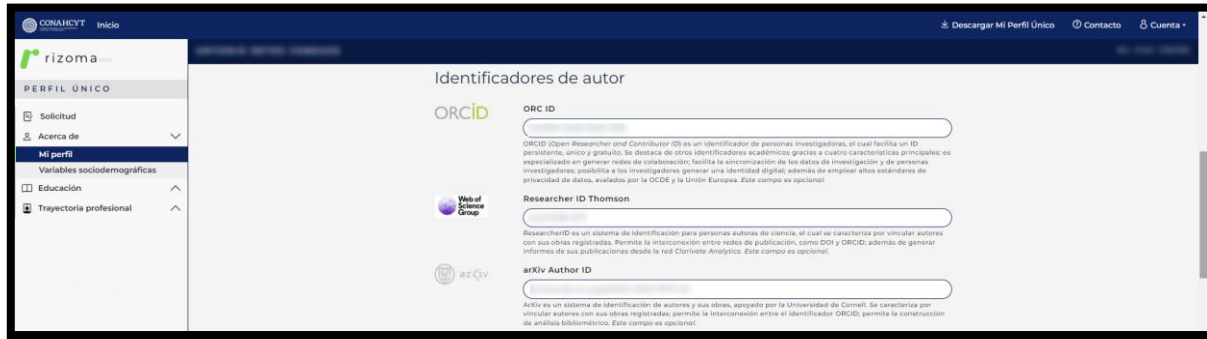 CONAHCYT Inicio Descargar Mi Perfil Único Contacto Cuenta
rizoma
PERFIL ÚNICO
Solicitud
Acerca de
Mi perfil
Variables sociodemográficas
Educación
Trayectoria profesional
Identificadores de autor
ORCID
ORC ID
ORCID (Open Researcher and Contributor ID) es un identificador de personas investigadoras, el cual facilita un ID
persistente, único y gratuito. Se destaca de otros identificadores académicos gracias a cuatro características principales: es
especializado en generar redes de colaboración; facilita la sincronización de los datos de investigación y de personas
investigadoras; posibilita a los investigadores generar una identidad digital; además de emplear altos estándares de
privacidad de datos, avalados por la OCDE y la Unión Europea. Este campo es opcional.
Web of
Science
Group
Researcher ID Thomson
ResearcherID es un sistema de identificación para personas autoras de ciencia, el cual se caracteriza por vincular autores
con sus obras registradas. Permite la interconexión entre redes de publicación, como DOI y ORCID; además de generar
informes de sus publicaciones desde la red Clarivate Analytics. Este campo es opcional.
arXiv
arXiv Author ID
ArXiv es un sistema de identificación de autores y sus obras, apoyado por la Universidad de Cornell. Se caracteriza por
vincular autores con sus obras registradas; permite la interconexión entre el identificador ORCID; permite la construcción
de análisis bibliométrico. Este campo es opcional.